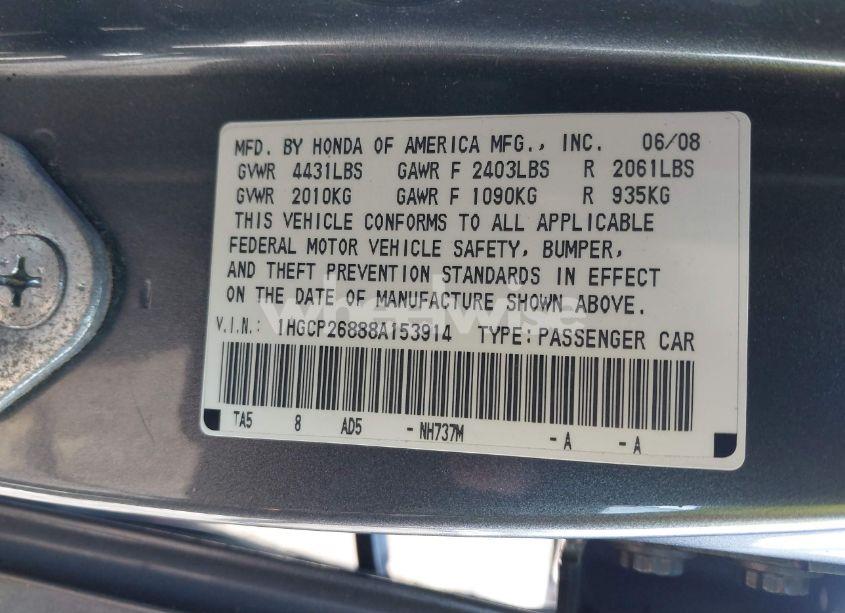 MFD. BY HONDA OF AMERICA MFG., INC. 06/08
GVWR 4431LBS GAWR F 2403LBS R 2061LBS
GVWR 2010KG GAWR F 1090KG R 935KG
THIS VEHICLE CONFORMS TO ALL APPLICABLE
FEDERAL MOTOR VEHICLE SAFETY, BUMPER,
AND THEFT PREVENTION STANDARDS IN EFFECT
ON THE DATE OF MANUFACTURE SHOWN ABOVE.
wheelwise
V.I.N.: 1HGCP26888A153914 TYPE: PASSENGER CAR
TA5 8 AD5 - NH737M - A - A